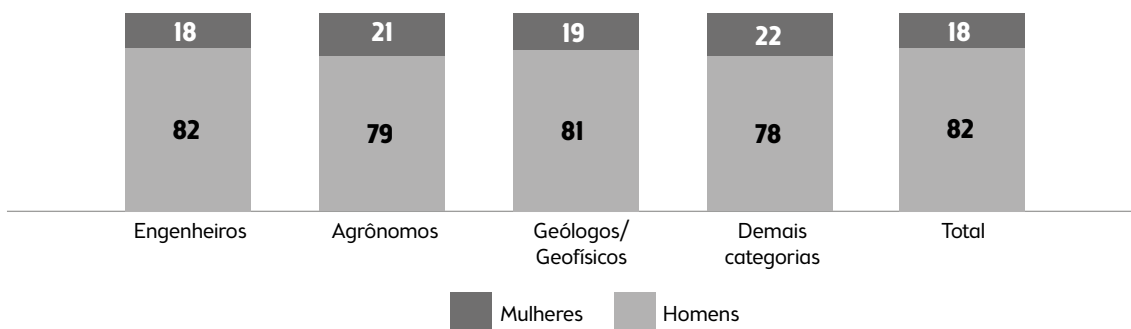 18 21 19 22 18
82 79 81 78 82
Engenheiros Agrônomos Geólogos/ Demais Total
Geofísicos categorias
Mulheres Homens